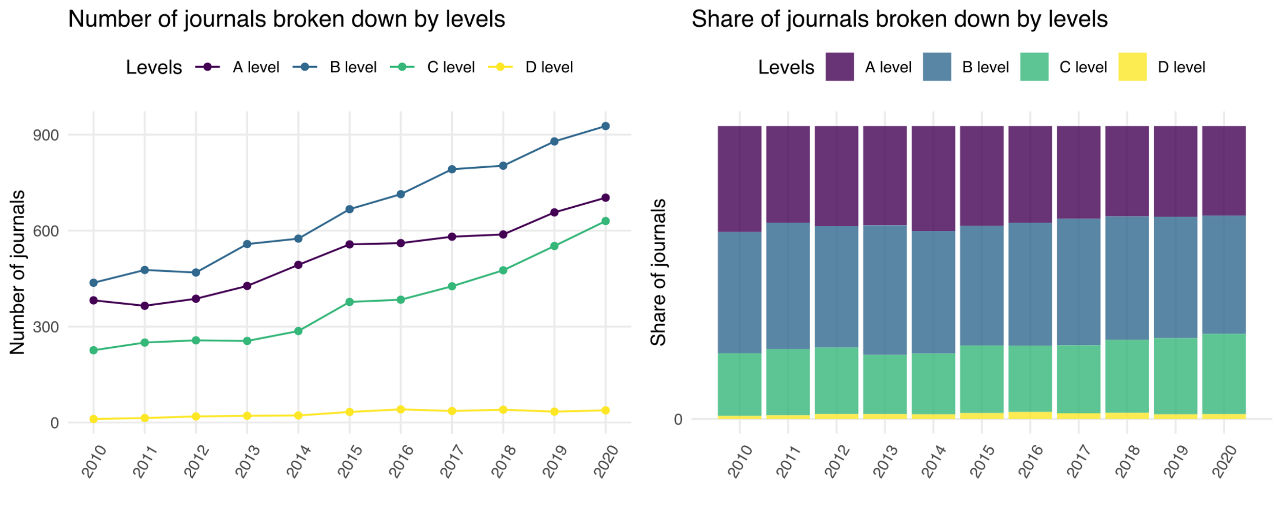 Number of journals broken down by levels
Levels A level B level C level D level
Number of journals
900
600
300
0
2010 2011 2012 2013 2014 2015 2016 2017 2018 2019 2020
Share of journals broken down by levels
Levels A level B level C level D level
Share of journals
0
2010 2011 2012 2013 2014 2015 2016 2017 2018 2019 2020